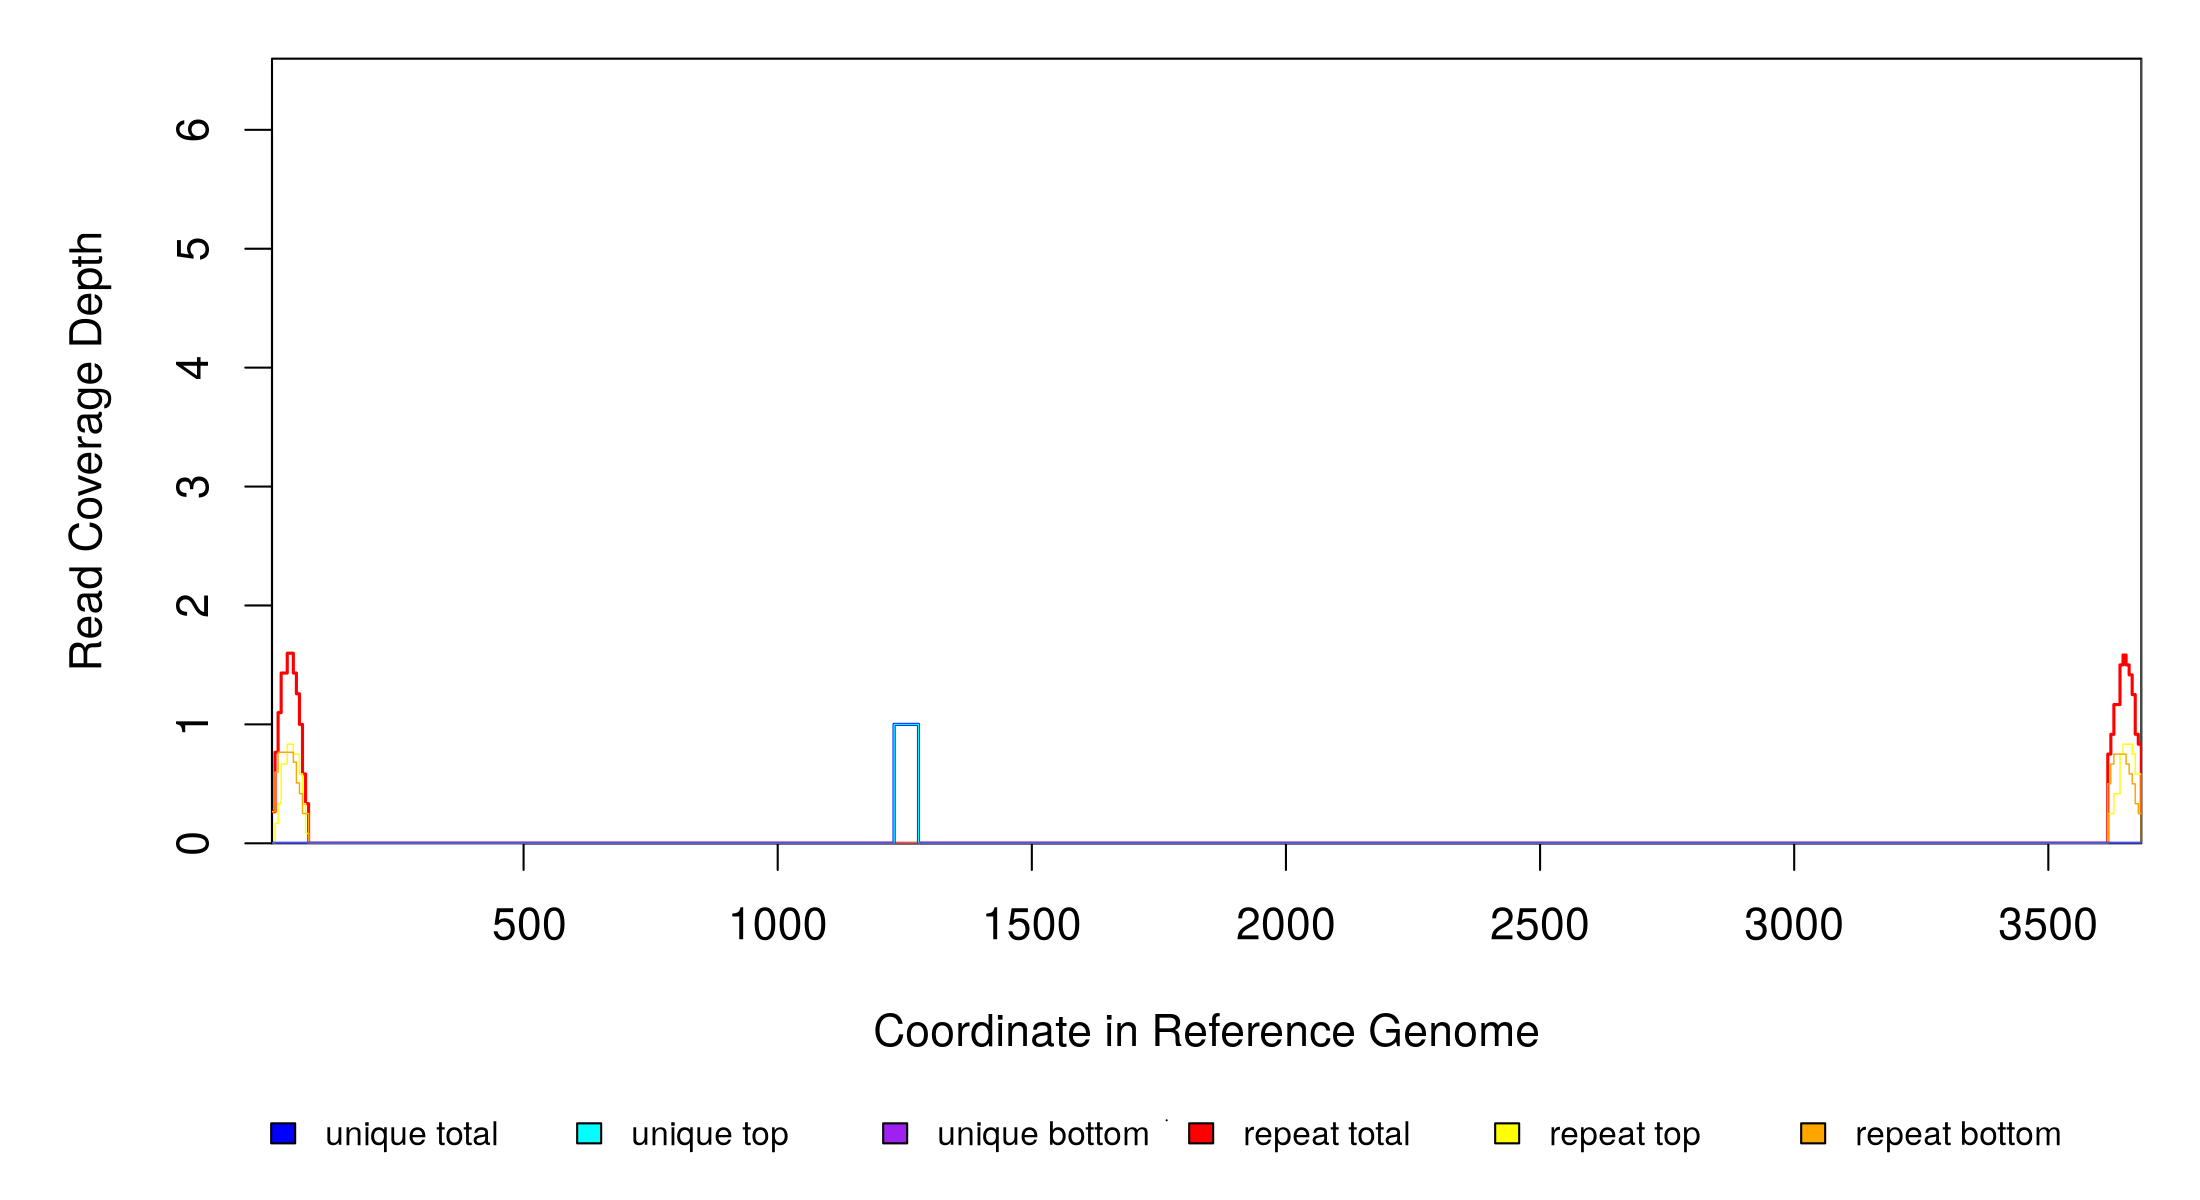 Read Coverage Depth
6
5
4
3
2
1
0
500 1000 1500 2000 2500 3000 3500
Coordinate in Reference Genome
unique total unique top unique bottom repeat total repeat top repeat bottom